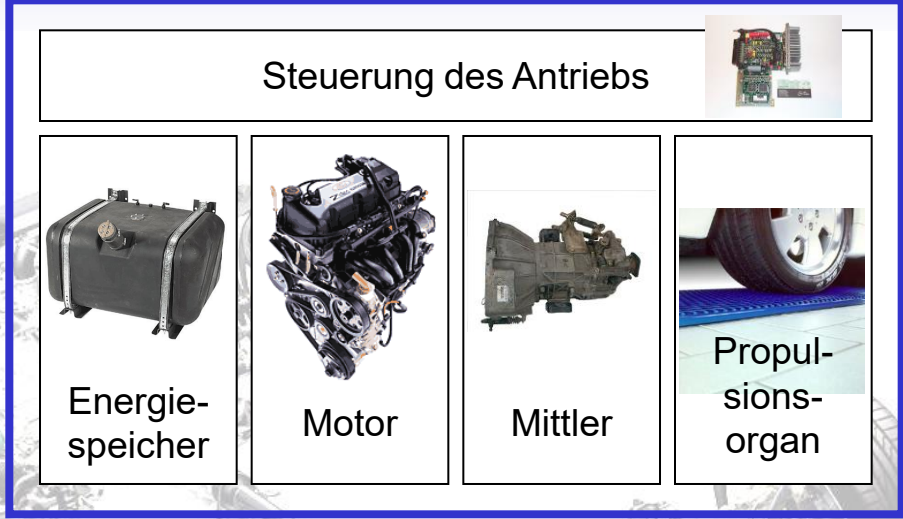 Steuerung des Antriebs
Energie-
speicher
Motor
Mittler
Propul-
sions-
organ